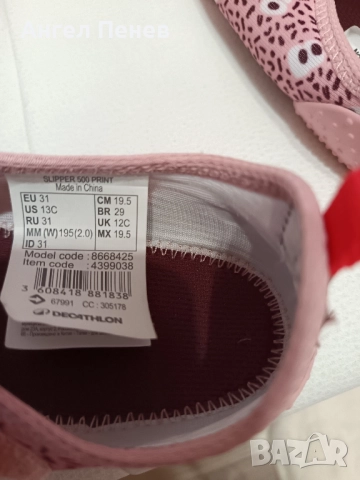 Ангел Пенев
SLIPPER 500 PRINT
Made in China
EU 31 CM 19.5
US 13C BR 29
RU 31 UK 12C
MM (W) 195(2.0) MX 19.5
ID 31
Model code : 8668425
Item code : 4399038
3 608418 881838
67991 CC : 305178
DECATHLON
BAZAR.bg